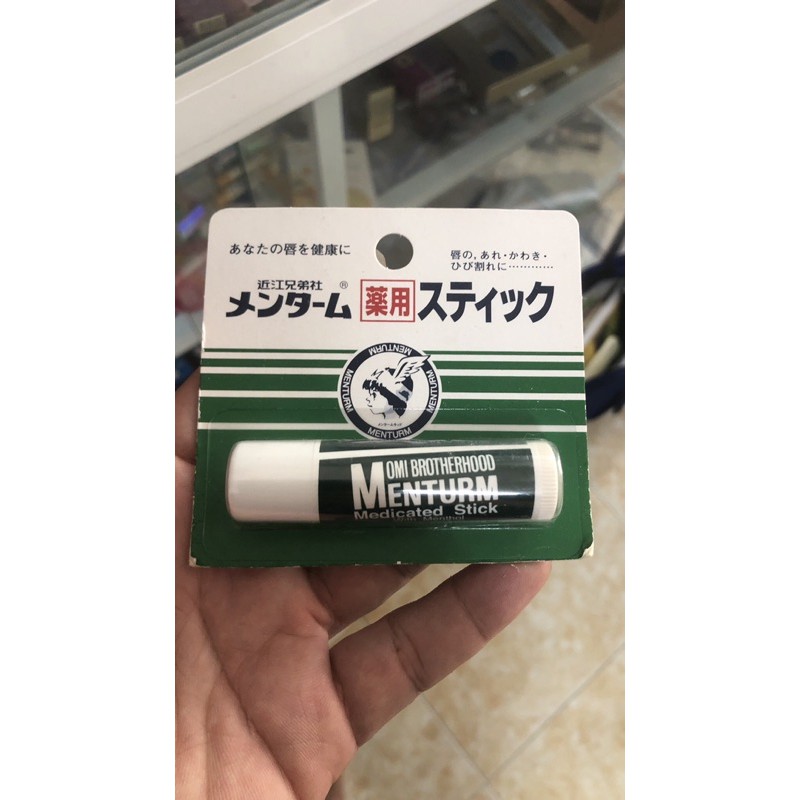 あなたの唇を健康に
唇の,あれ・かわき・
ひび割れに…………
近江兄弟社
メンターム® 薬用 スティック
MENTURM
MENTURM
MENTURM
メンタームキッド
MENTURM
OMI BROTHERHOOD
MENTURM
Medicated Stick
Menthol